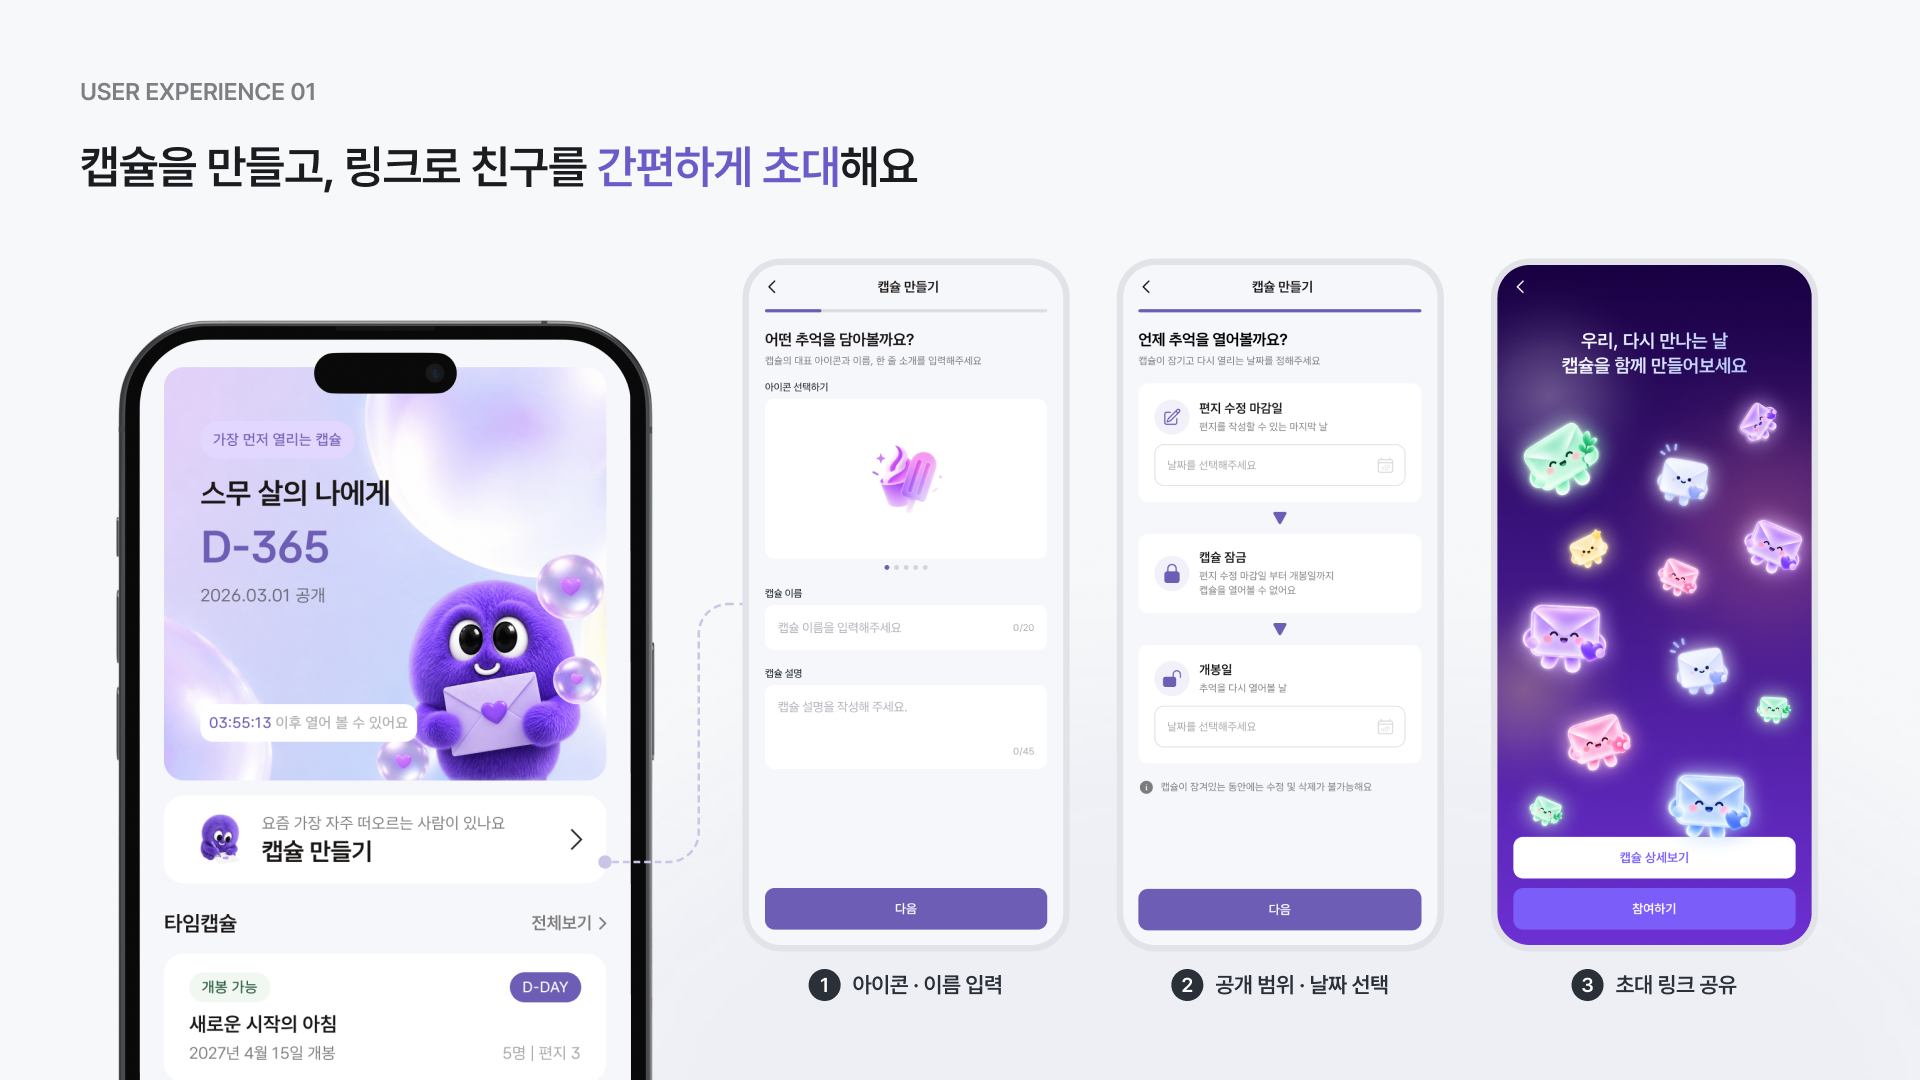 USER EXPERIENCE 01
캡슐을 만들고, 링크로 친구를 간편하게 초대해요
가장 먼저 열리는 캡슐
스무 살의 나에게
D-365
2026.03.01 공개
03:55:13 이후 열어 볼 수 있어요
요즘 가장 자주 떠오르는 사람이 있나요
캡슐 만들기
타임캡슐
전체보기
개봉 가능
D-DAY
새로운 시작의 아침
2027년 4월 15일 개봉
5명 | 편지 3
캡슐 만들기
어떤 추억을 담아볼까요?
캡슐의 대표 아이콘과 이름, 한 줄 소개를 입력해주세요
아이콘 선택하기
캡슐 이름
캡슐 이름을 입력해주세요
0/20
캡슐 설명
캡슐 설명을 작성해 주세요.
0/45
다음
1 아이콘 · 이름 입력
캡슐 만들기
언제 추억을 열어볼까요?
캡슐이 잠기고 다시 열리는 날짜를 정해주세요
편지 수정 마감일
편지를 작성할 수 있는 마지막 날
날짜를 선택해주세요
캡슐 잠금
편지 수정 마감일 부터 개봉일까지
캡슐을 열어볼 수 없어요
개봉일
추억을 다시 열어볼 날
날짜를 선택해주세요
캡슐이 잠겨있는 동안에는 수정 및 삭제가 불가능해요
다음
2 공개 범위 · 날짜 선택
우리, 다시 만나는 날
캡슐을 함께 만들어보세요
캡슐 상세보기
참여하기
3 초대 링크 공유